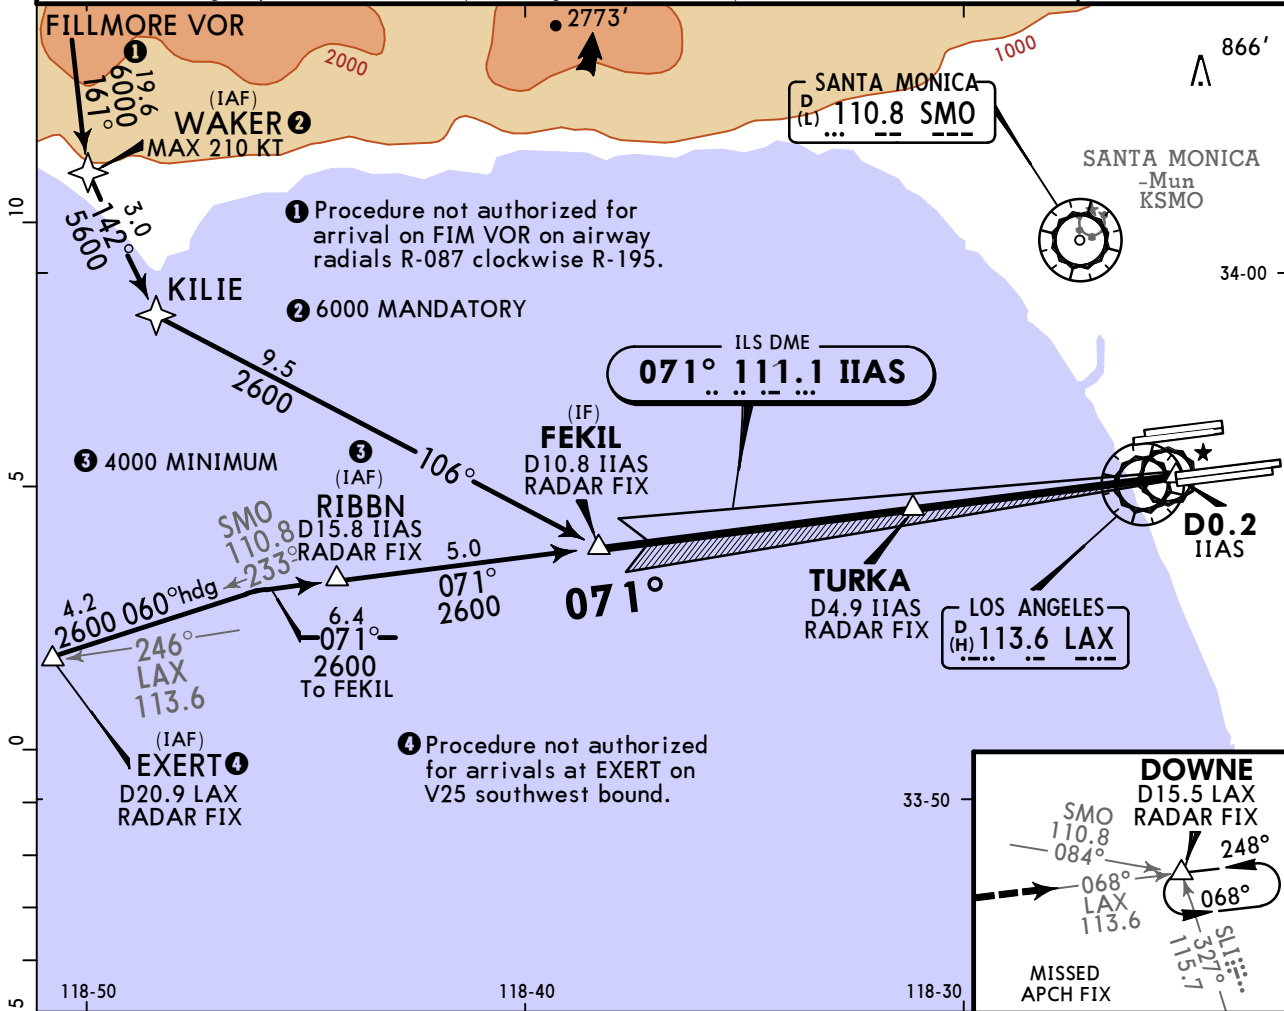 FILLMORE VOR
❶
19.6
6000
161°
2000
2773'
1000
866'
(IAF)
WAKER ❷
MAX 210 KT
SANTA MONICA
D
(L) 110.8 SMO
SANTA MONICA
-Mun
KSMO
10
3.0
142°
5600
❶ Procedure not authorized for
arrival on FIM VOR on airway
radials R-087 clockwise R-195.
34-00
KILIE
❷ 6000 MANDATORY
9.5
2600
106°
ILS DME
071° 111.1 IIAS
(IF)
FEKIL
D10.8 IIAS
RADAR FIX
❸ 4000 MINIMUM
❸
(IAF)
RIBBN
D15.8 IIAS
RADAR FIX
5
SMO
110.8
233°
D0.2
IIAS
5.0
071°
2600
071°
TURKA
D4.9 IIAS
RADAR FIX
LOS ANGELES
D
(H) 113.6 LAX
4.2
2600 060°hdg
6.4
071°
2600
To FEKIL
246°
LAX
113.6
0
(IAF)
EXERT ❹
D20.9 LAX
RADAR FIX
❹ Procedure not authorized
for arrivals at EXERT on
V25 southwest bound.
33-50
DOWNE
D15.5 LAX
RADAR FIX
SMO
110.8
084°
248°
068°
LAX
113.6
068°
SLI
327°
115.7
MISSED
APCH FIX
5
118-50
118-40
118-30